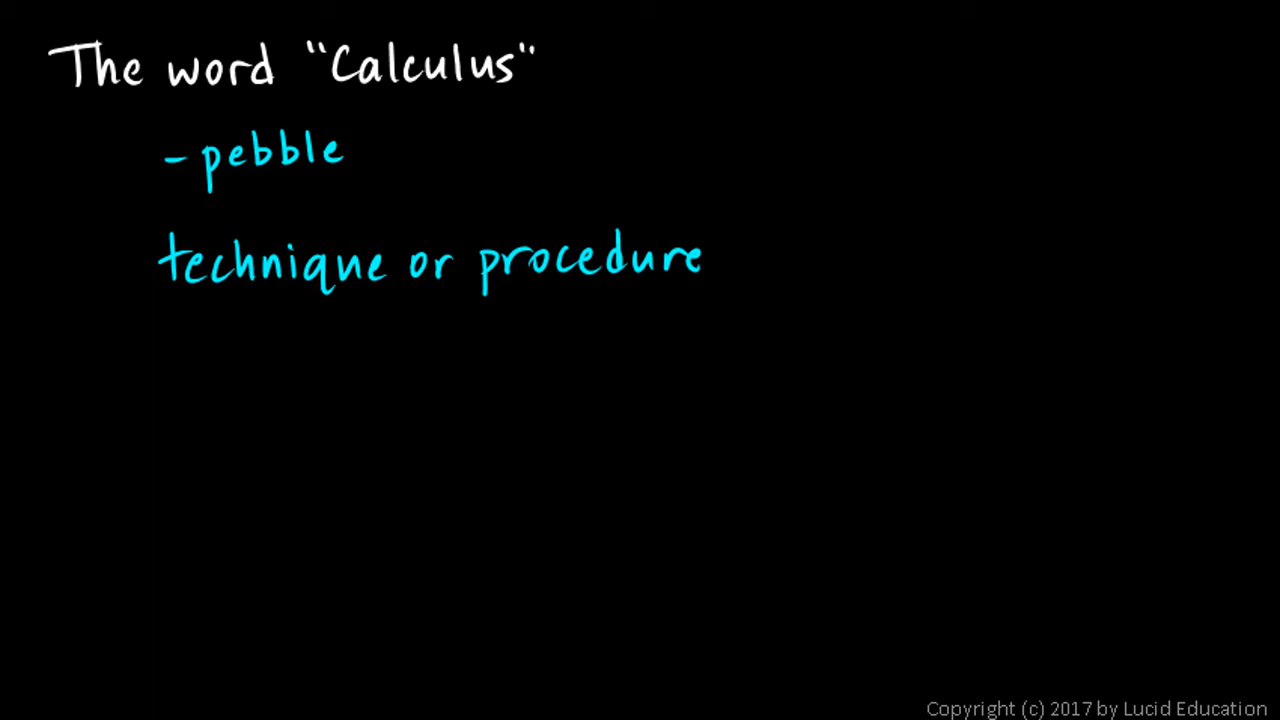 The word "Calculus"
- pebble
technique or procedure
Copyright (c) 2017 by Lucid Education